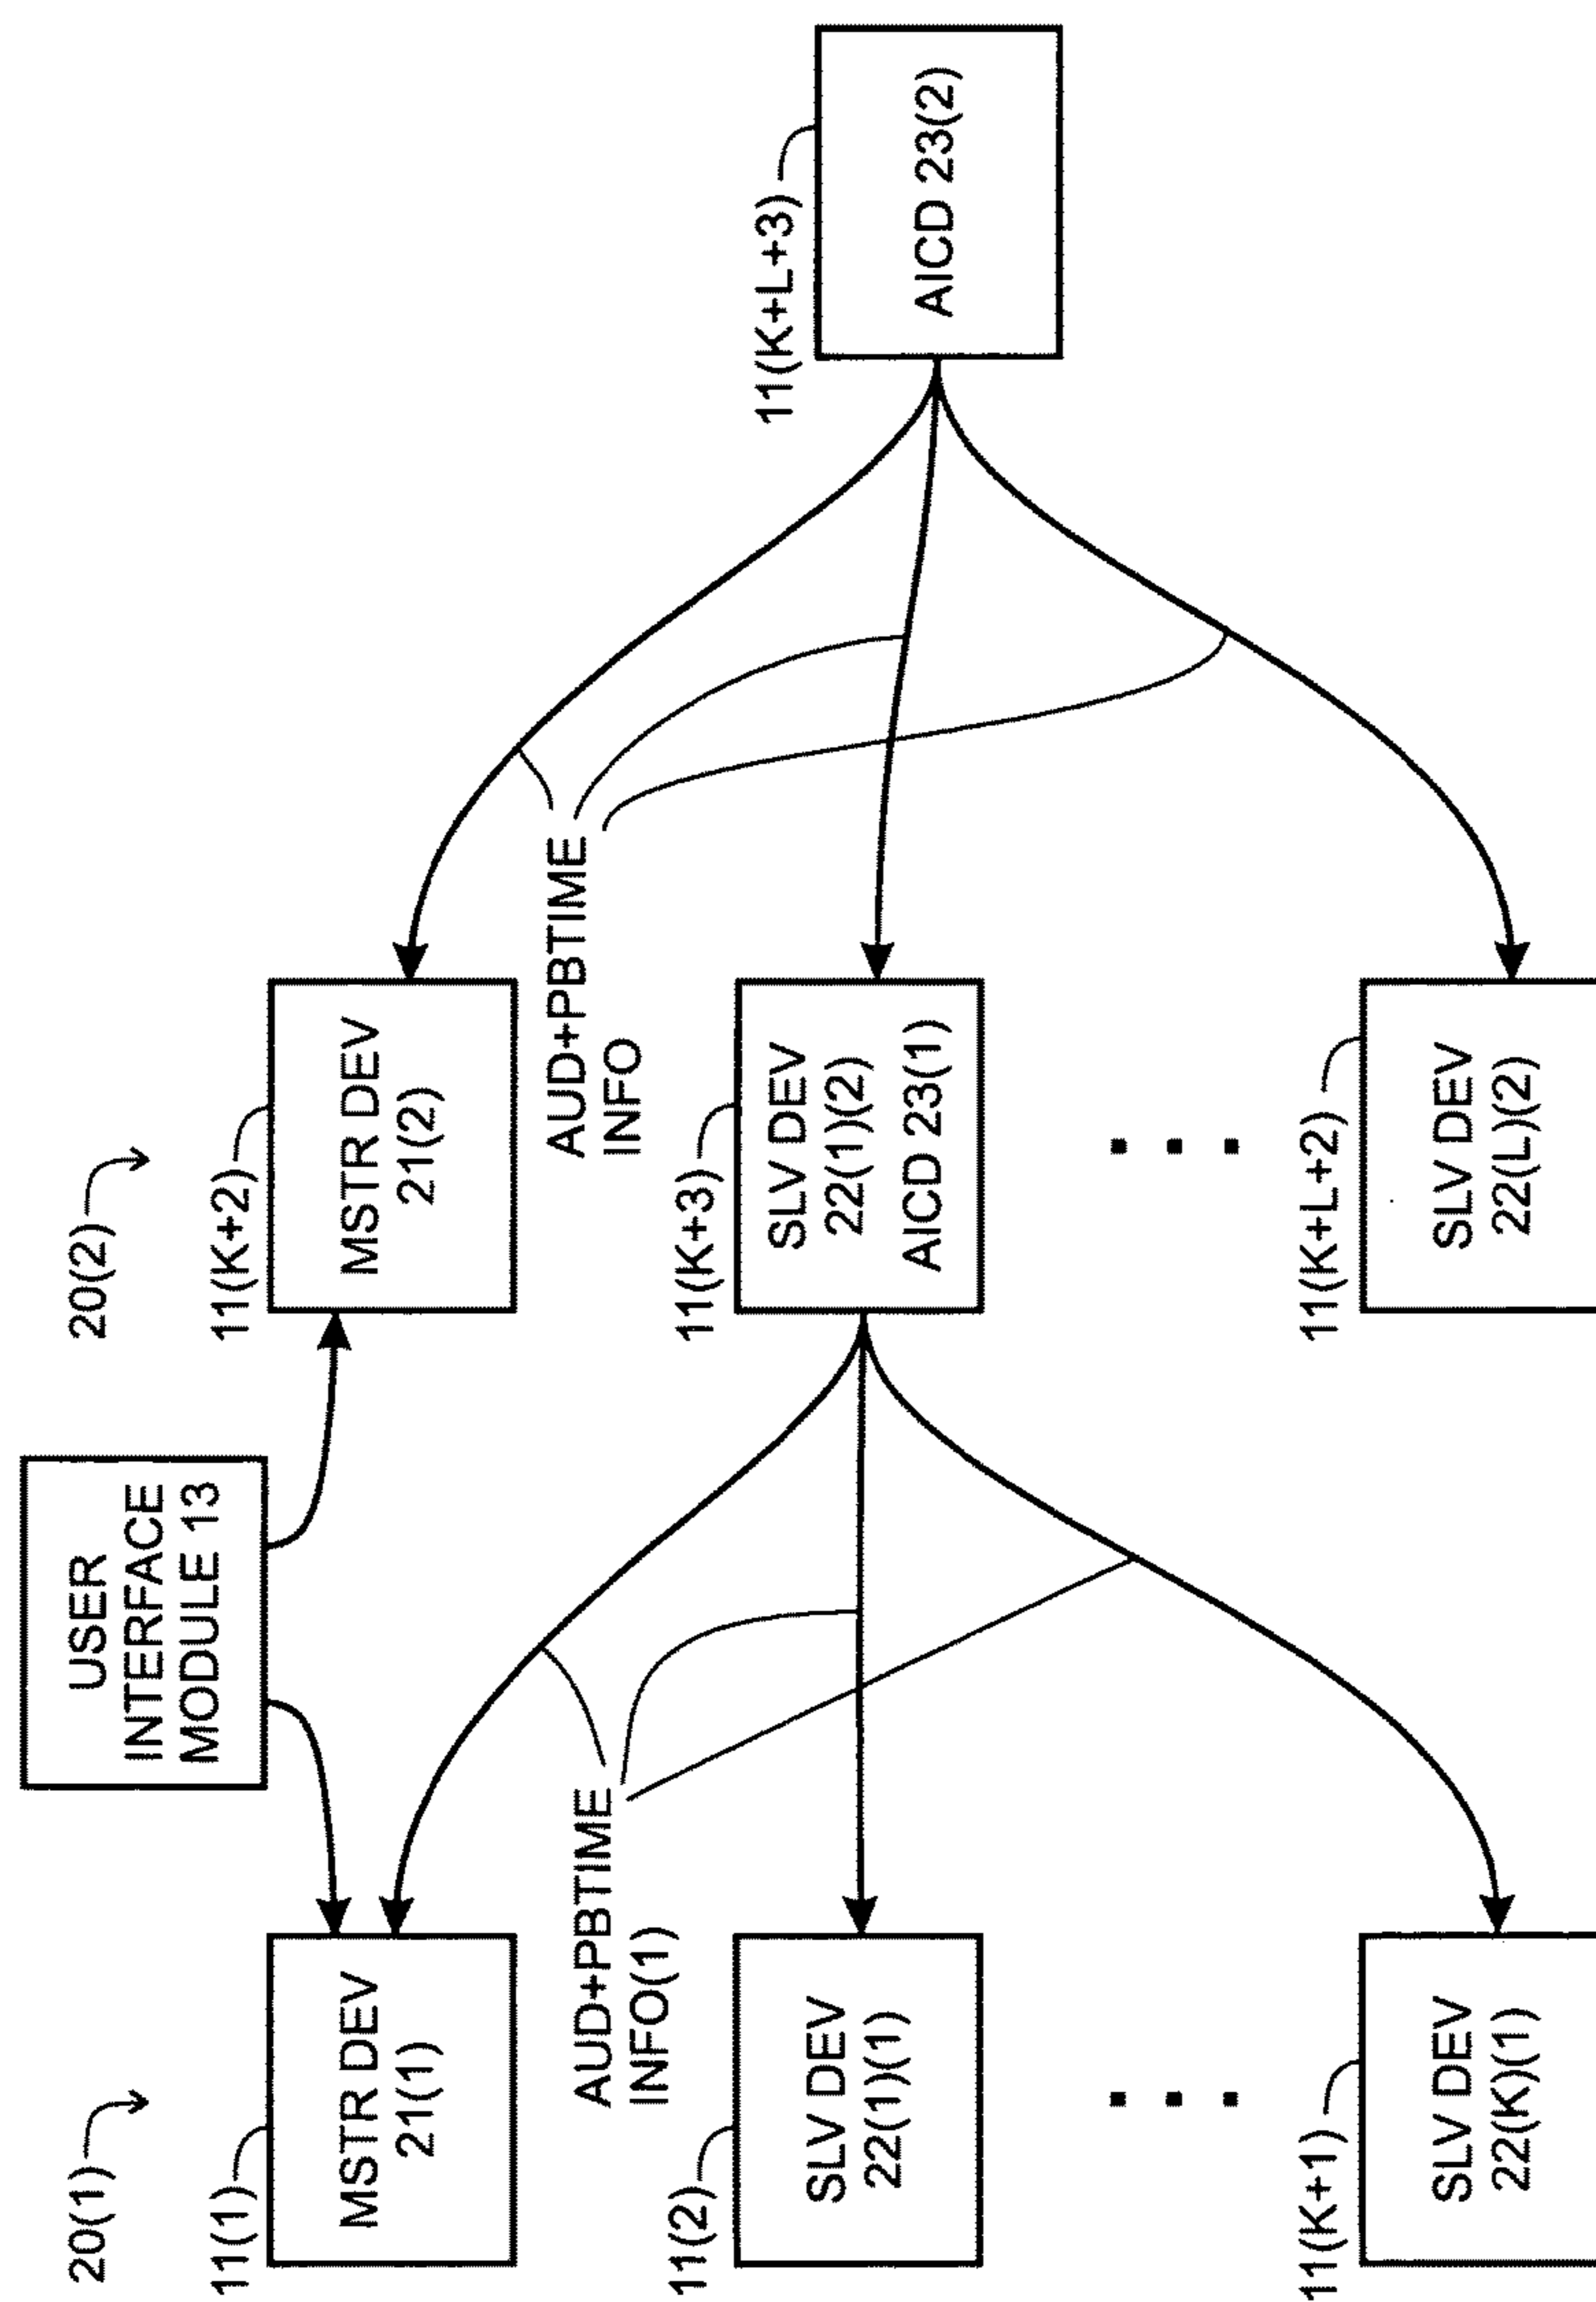 USER
INTERFACE
MODULE 13
20(1)
20(2)
11(1)
MSTR DEV
21(1)
11(K+2)
MSTR DEV
21(2)
AUD+PBTIME
INFO(1)
AUD+PBTIME
INFO
11(2)
SLV DEV
22(1)(1)
11(K+3)
SLV DEV
22(1)(2)
AICD 23(1)
11(K+L+3)
AICD 23(2)
11(K+1)
SLV DEV
22(K)(1)
11(K+L+2)
SLV DEV
22(L)(2)